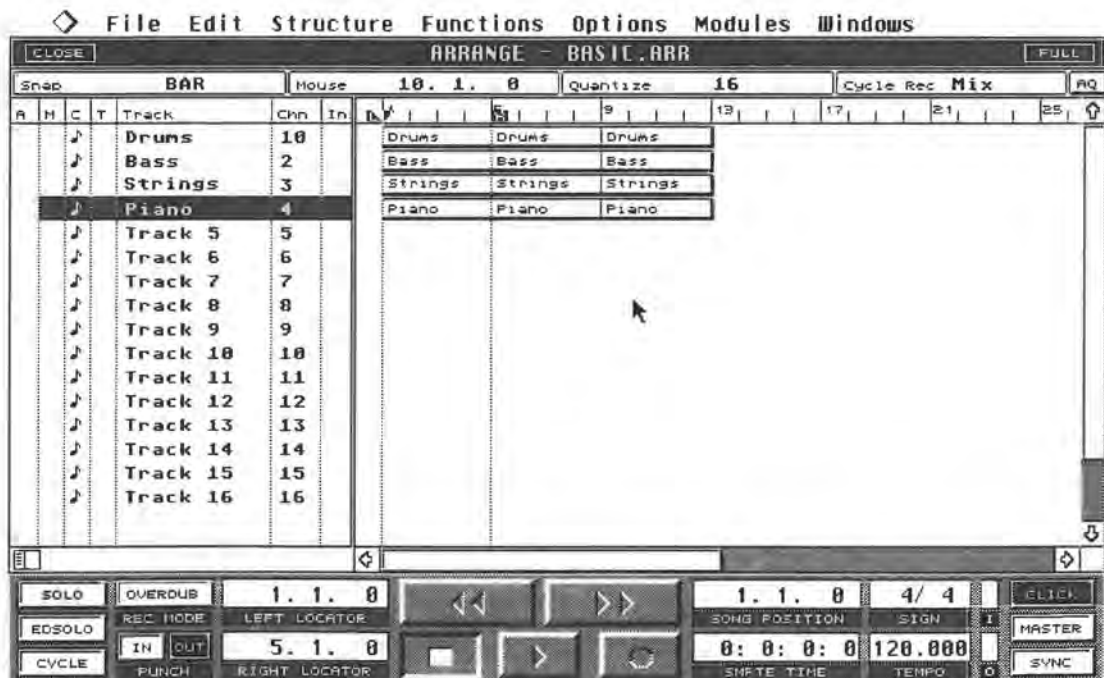 File Edit Structure Functions Options Modules Windows
CLOSE ARRANGE - BASIC.ARR FULL
Snap BAR Mouse 10. 1. 0 Quantize 16 Cycle Rec Mix AQ
A M C T Track Chn In 9 13 17 21 25
Drums 10 Drums Drums Drums
Bass 2 Bass Bass Bass
Strings 3 Strings Strings Strings
Piano 4 Piano Piano Piano
Track 5 5
Track 6 6
Track 7 7
Track 8 8
Track 9 9
Track 10 10
Track 11 11
Track 12 12
Track 13 13
Track 14 14
Track 15 15
Track 16 16
SOLO OVERDUB 1. 1. 0 << >> 1. 1. 0 4/ 4 CLICK
REC MODE LEFT LOCATOR SONG POSITION SIGN I
EDSOLO MASTER
IN OUT 5. 1. 0 > 0: 0: 0: 0 120.000
CYCLE PUNCH RIGHT LOCATOR SMPTE TIME TEMPO O SYNC